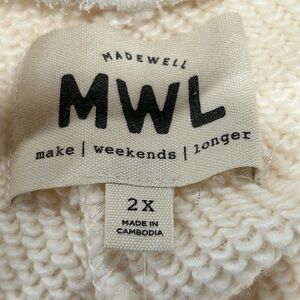 MADEWELL
MWL
make | weekends | longer
2X
MADE IN
CAMBODIA